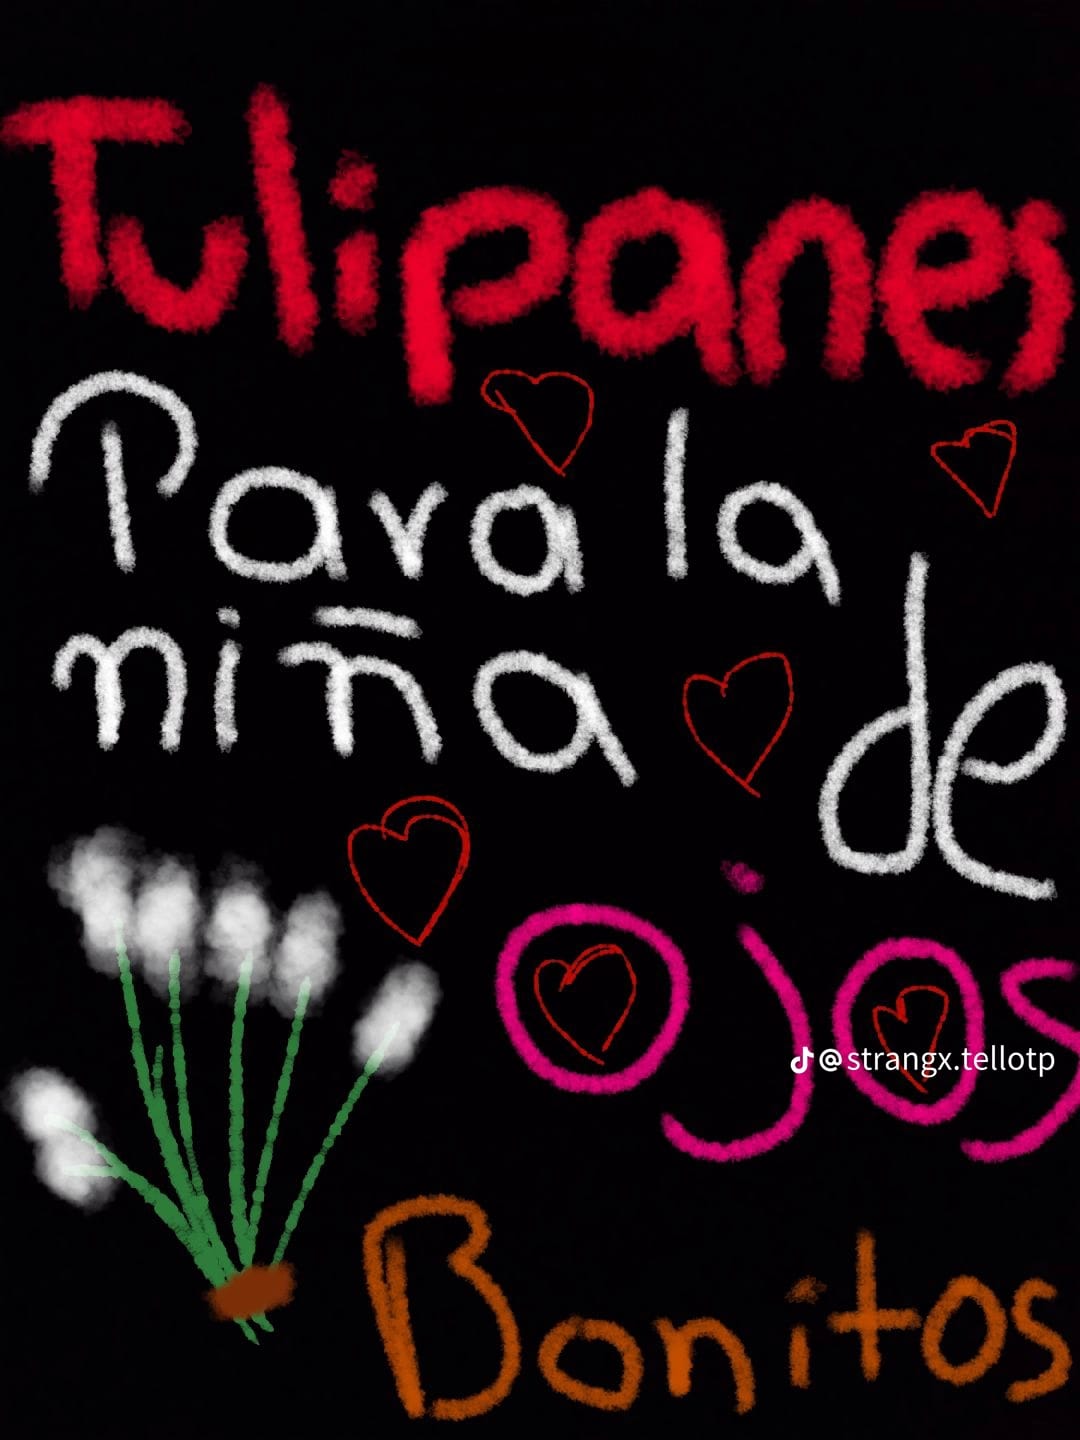 Tulipanes
Para la
niña de
ojos
@strangx.tellotp
Bonitos